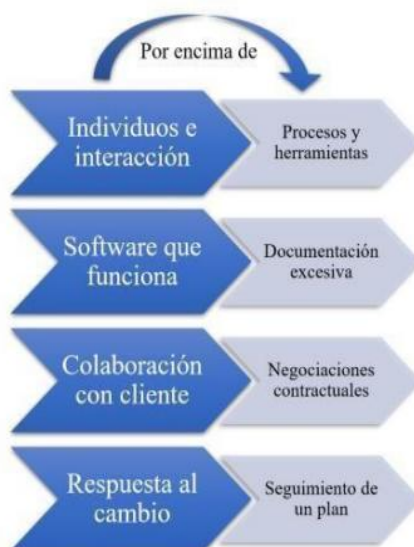 Por encima de
Individuos e
interacción
Procesos y
herramientas
Software que
funciona
Documentación
excesiva
Colaboración
con cliente
Negociaciones
contractuales
Respuesta al
cambio
Seguimiento de
un plan